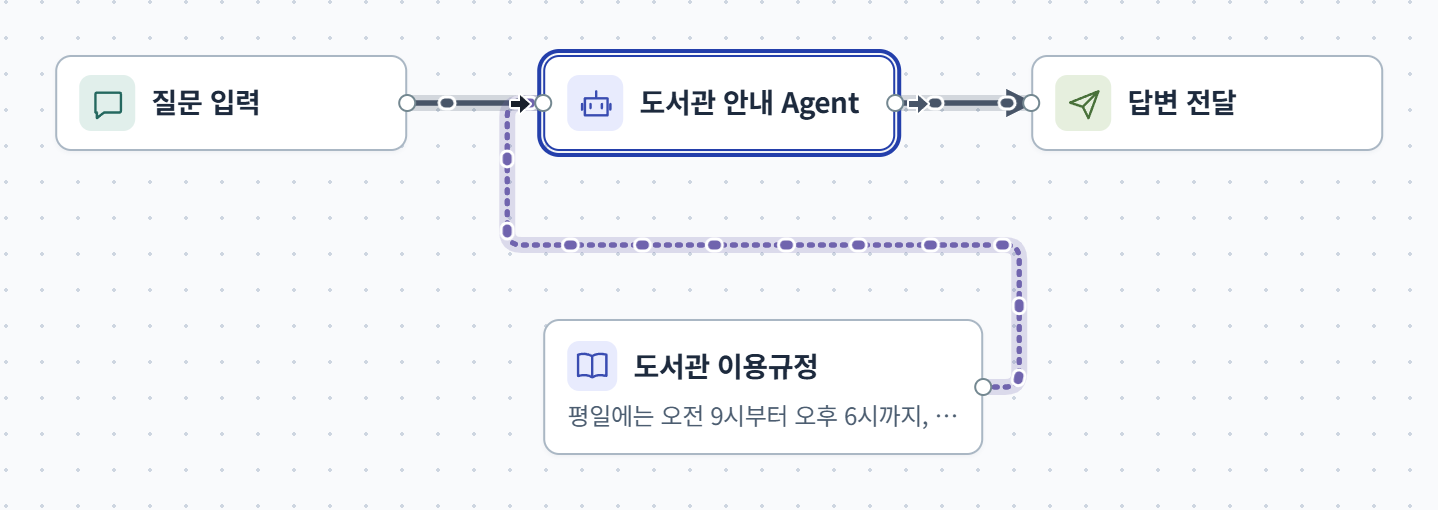 질문 입력
도서관 안내 Agent
답변 전달
도서관 이용규정
평일에는 오전 9시부터 오후 6시까지, ⋯